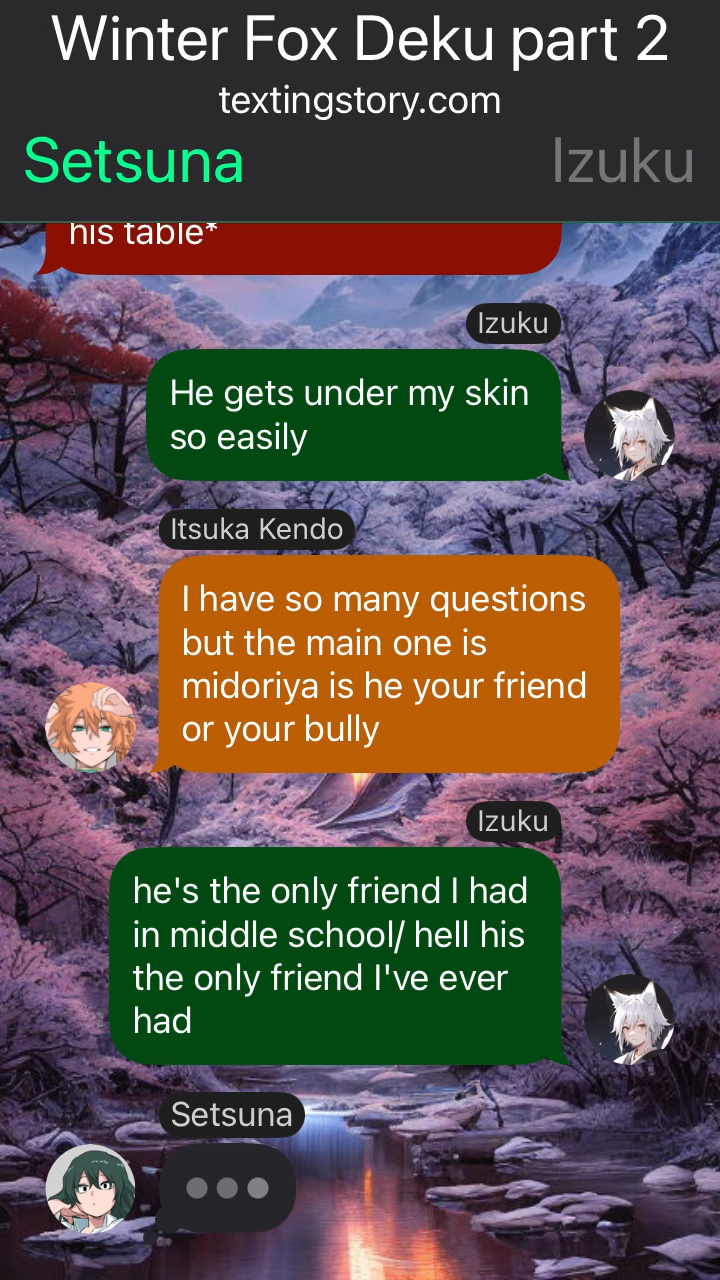 Winter Fox Deku part 2
textingstory.com
Setsuna
Izuku
his table*
Izuku
He gets under my skin
so easily
Itsuka Kendo
I have so many questions
but the main one is
midoriya is he your friend
or your bully
Izuku
he's the only friend I had
in middle school/ hell his
the only friend I've ever
had
Setsuna